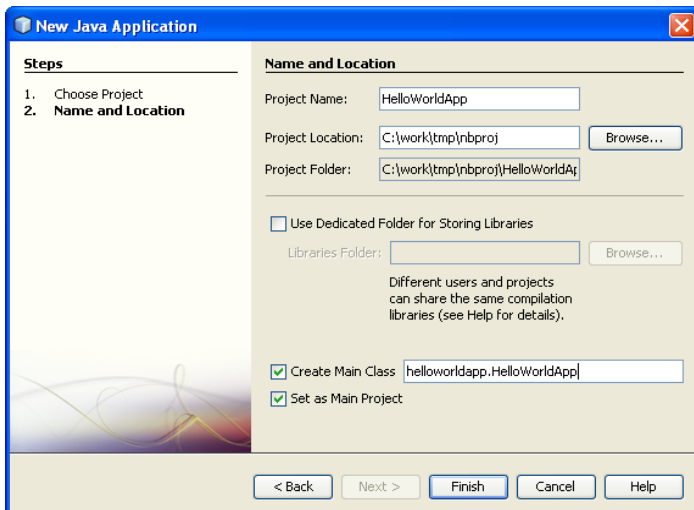 New Java Application
Steps
1. Choose Project
2. Name and Location
Name and Location
Project Name: HelloWorldApp
Project Location: C:\work\tmp\nbproj Browse...
Project Folder: C:\work\tmp\nbproj\HelloWorldAp
Use Dedicated Folder for Storing Libraries
Libraries Folder: Browse...
Different users and projects
can share the same compilation
libraries (see Help for details).
Create Main Class helloworldapp.HelloWorldApp
Set as Main Project
< Back Next > Finish Cancel Help